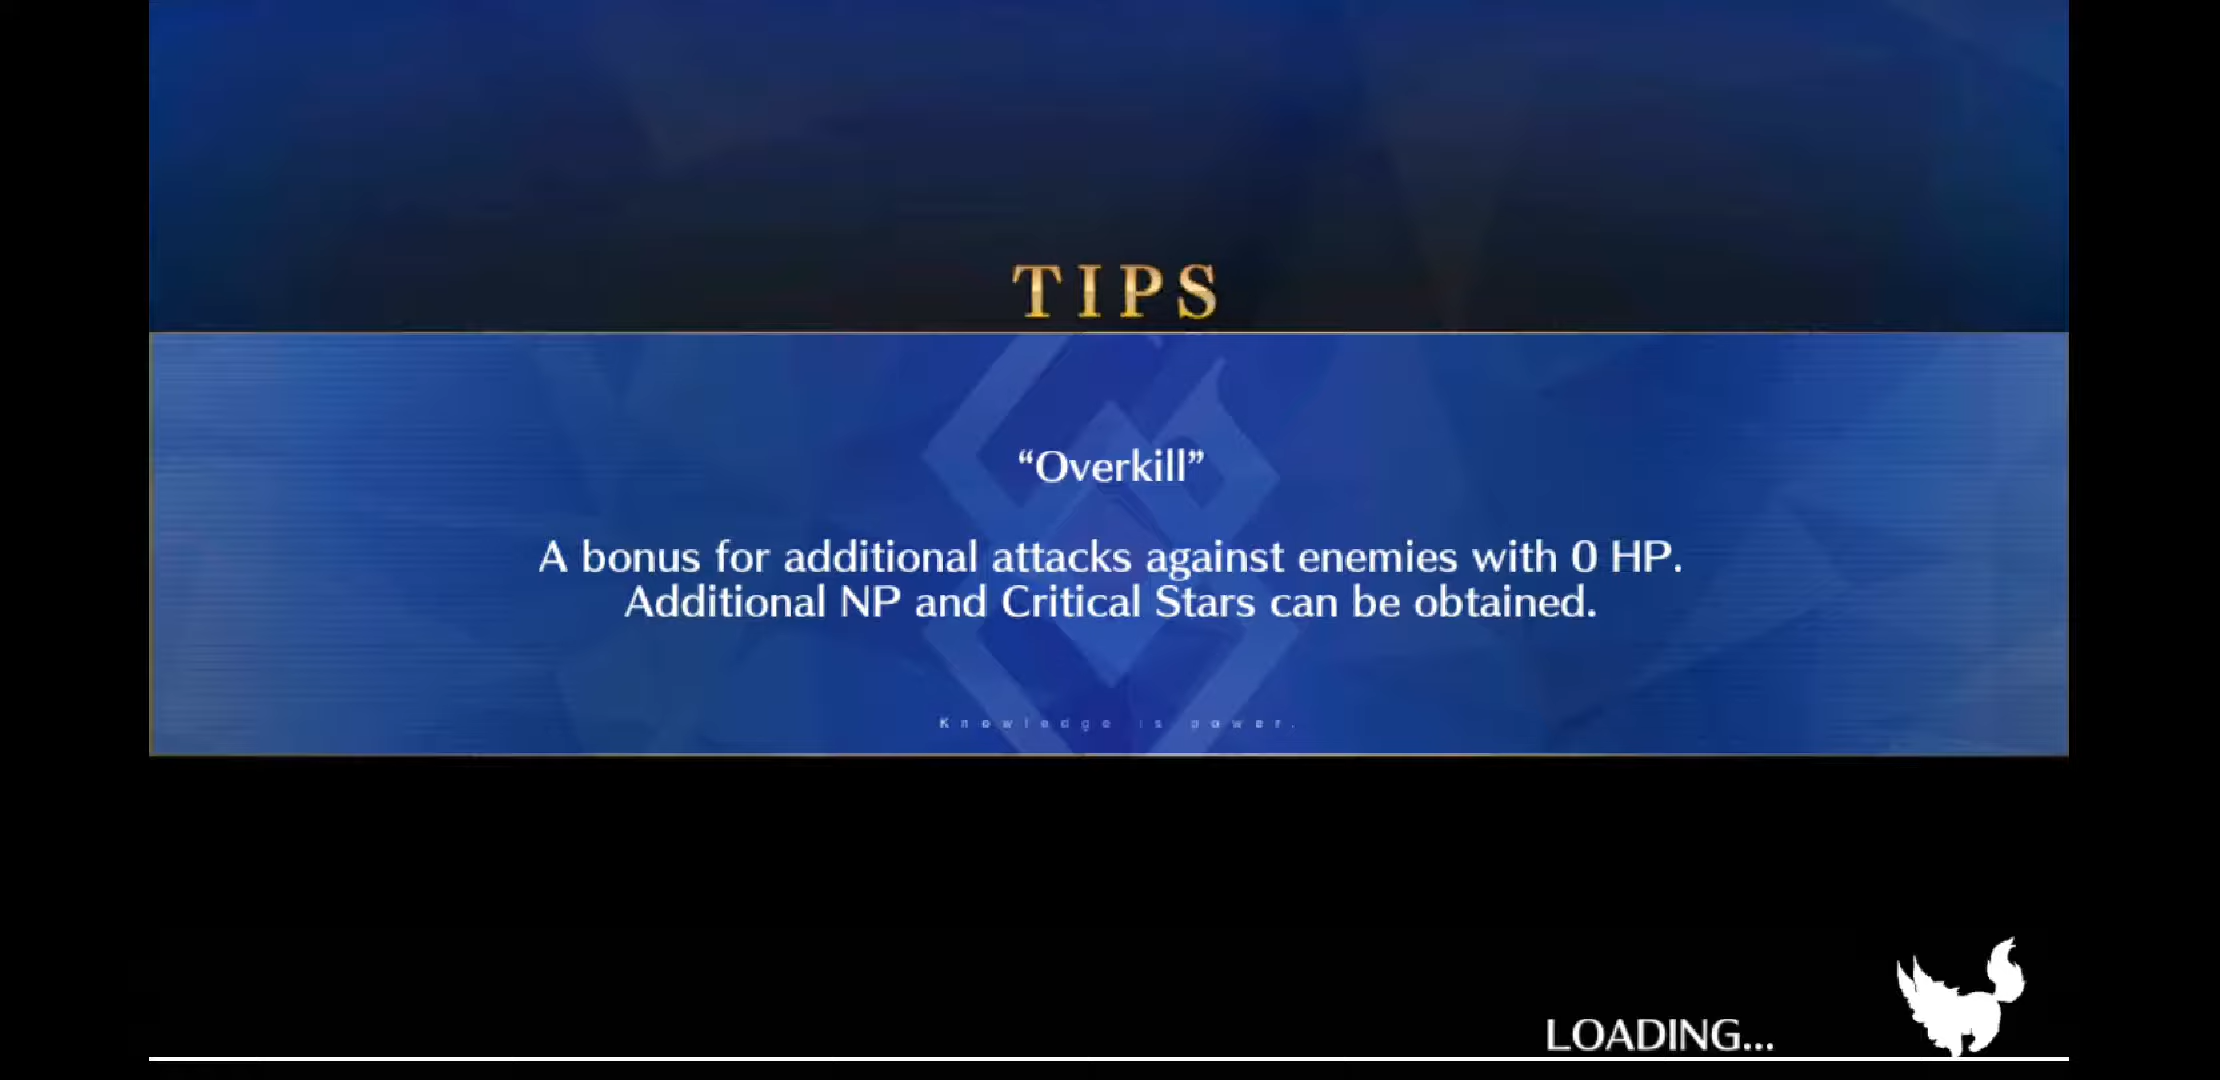 TIPS
“Overkill”
A bonus for additional attacks against enemies with 0 HP.
Additional NP and Critical Stars can be obtained.
Knowledge is power.
LOADING...